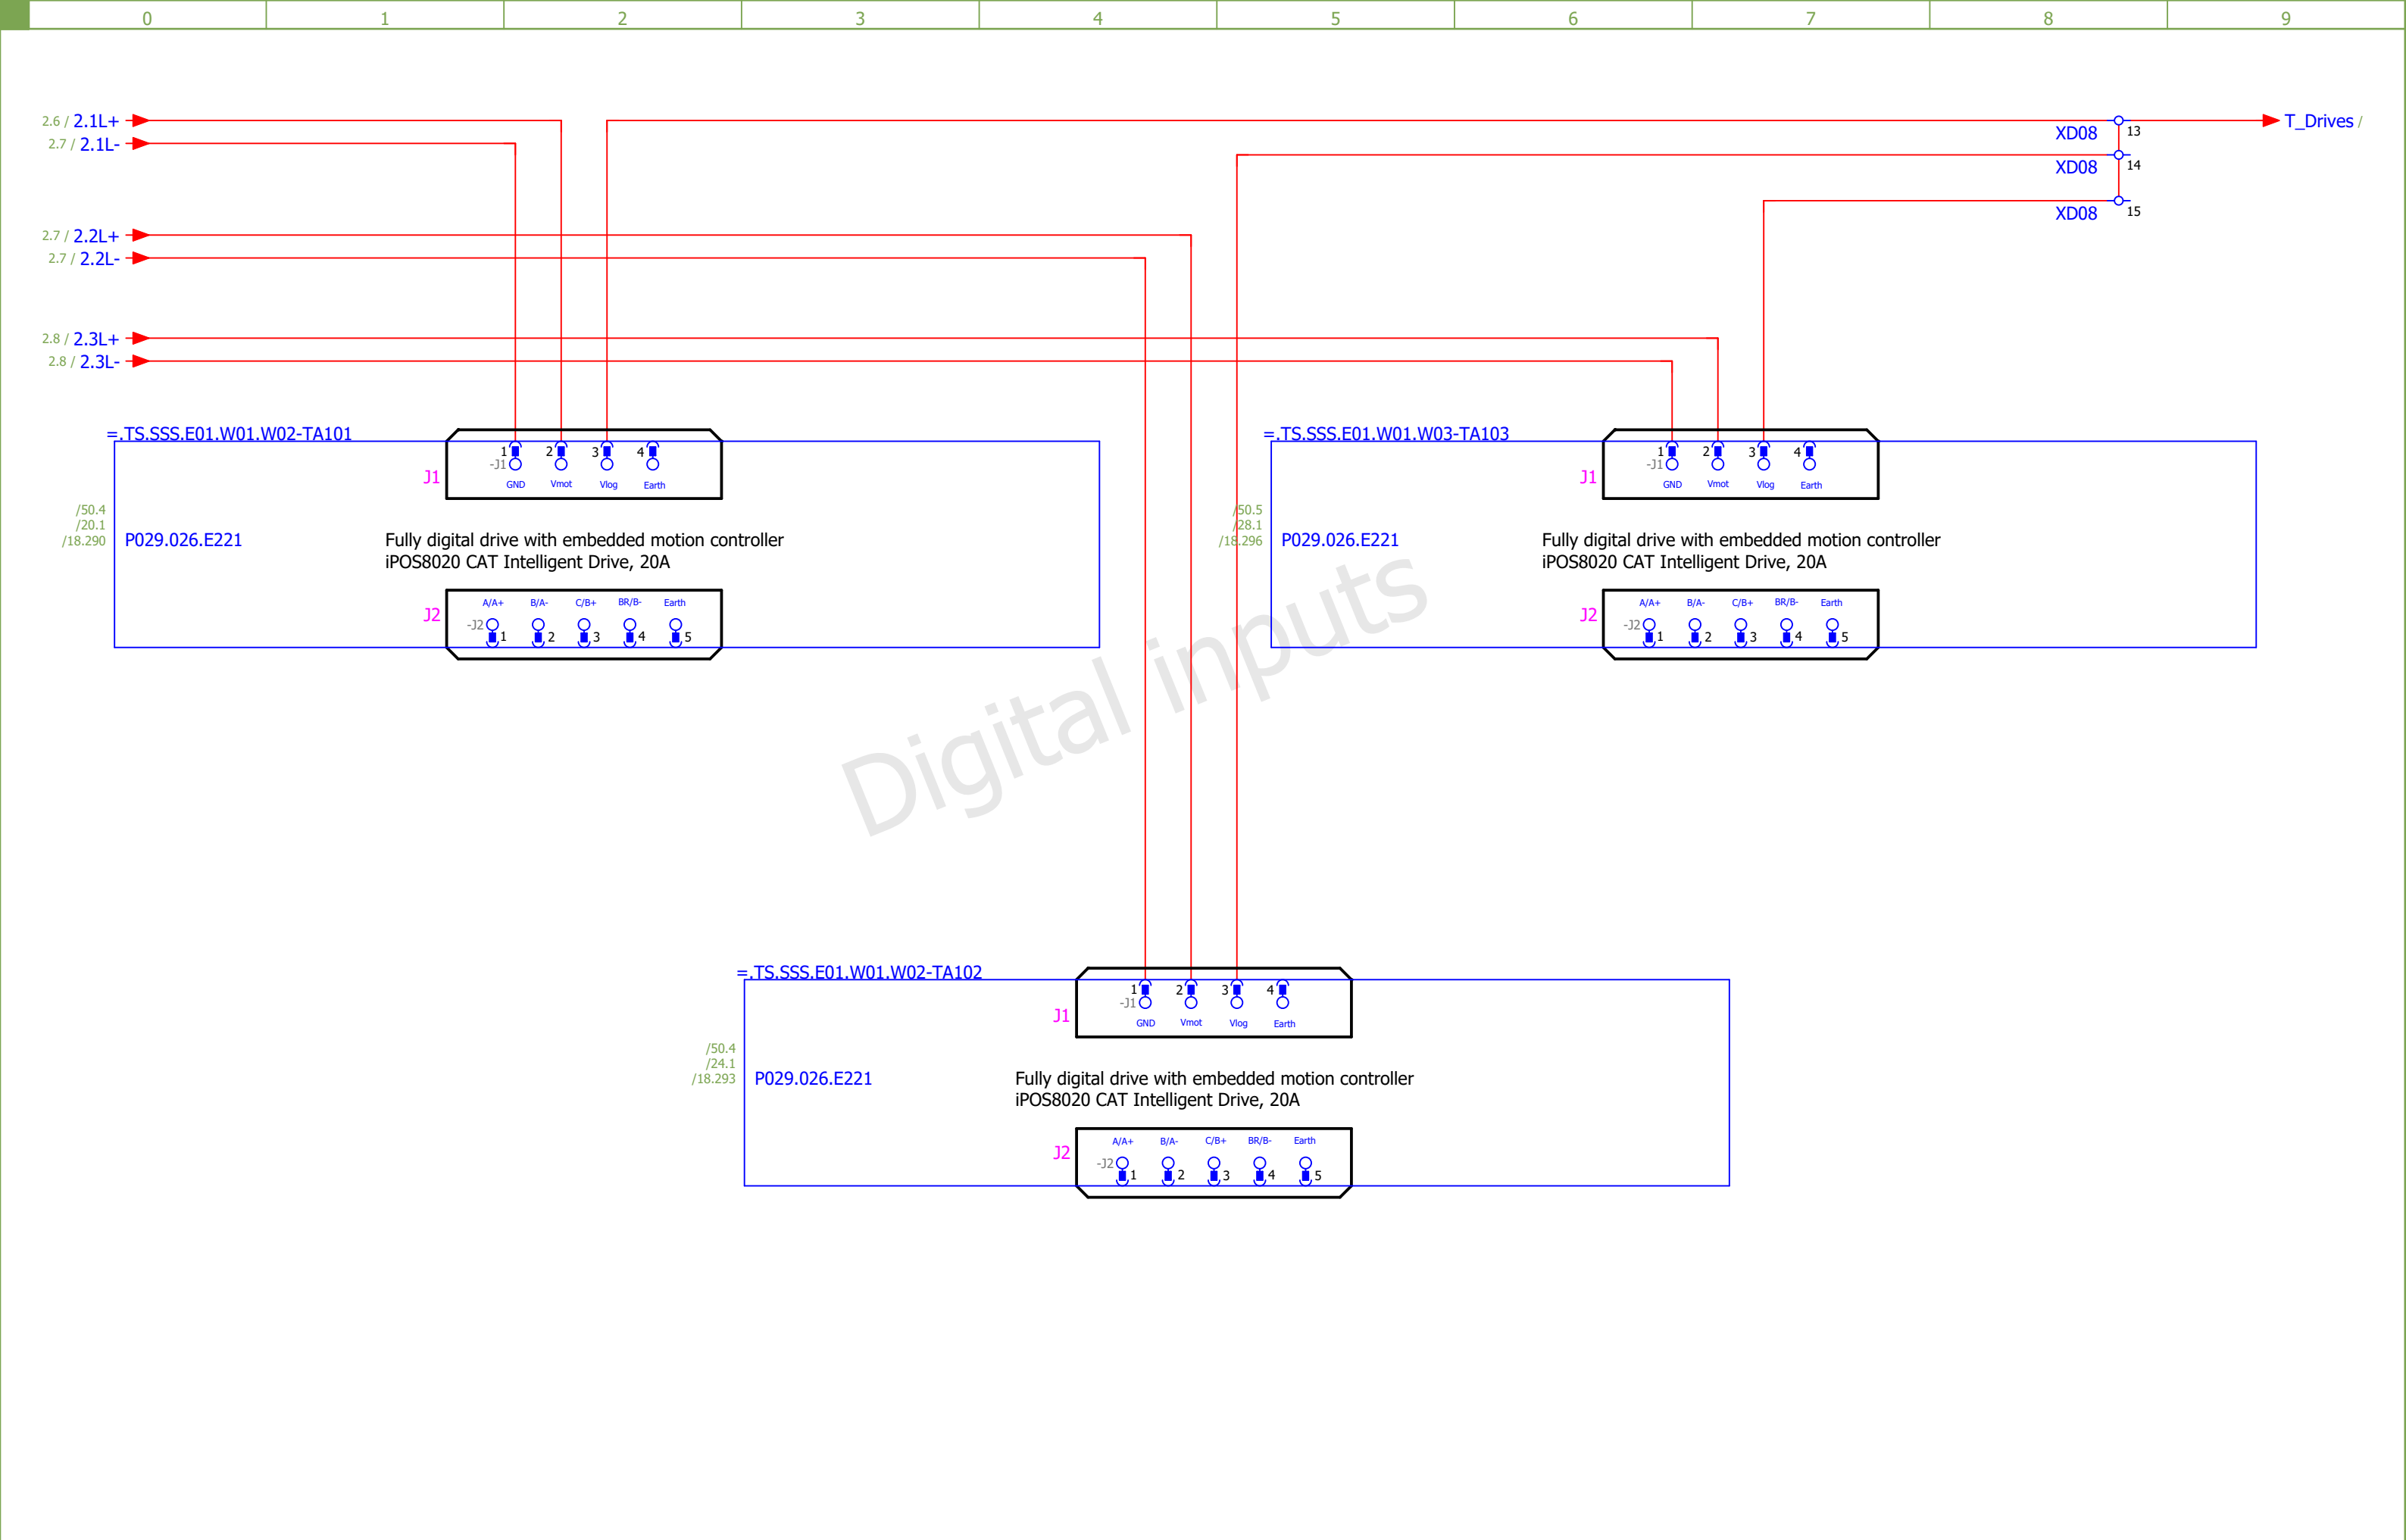 0 1 2 3 4 5 6 7 8 9
2.6 / 2.1L+
T_Drives /
XD08 13
2.7 / 2.1L-
XD08 14
XD08 15
2.7 / 2.2L+
2.7 / 2.2L-
2.8 / 2.3L+
2.8 / 2.3L-
=.TS.SSS.E01.W01.W02-TA101
1 2 3 4
-J1
J1
GND Vmot Vlog Earth
/50.4
/20.1
/18.290
P029.026.E221
Fully digital drive with embedded motion controller
iPOS8020 CAT Intelligent Drive, 20A
A/A+ B/A- C/B+ BR/B- Earth
J2
-J2
1 2 3 4 5
=.TS.SSS.E01.W01.W03-TA103
1 2 3 4
-J1
J1
GND Vmot Vlog Earth
/50.5
/28.1
/18.296
P029.026.E221
Fully digital drive with embedded motion controller
iPOS8020 CAT Intelligent Drive, 20A
A/A+ B/A- C/B+ BR/B- Earth
J2
-J2
1 2 3 4 5
Digital inputs
=.TS.SSS.E01.W01.W02-TA102
1 2 3 4
-J1
J1
GND Vmot Vlog Earth
/50.4
/24.1
/18.293
P029.026.E221
Fully digital drive with embedded motion controller
iPOS8020 CAT Intelligent Drive, 20A
A/A+ B/A- C/B+ BR/B- Earth
J2
-J2
1 2 3 4 5